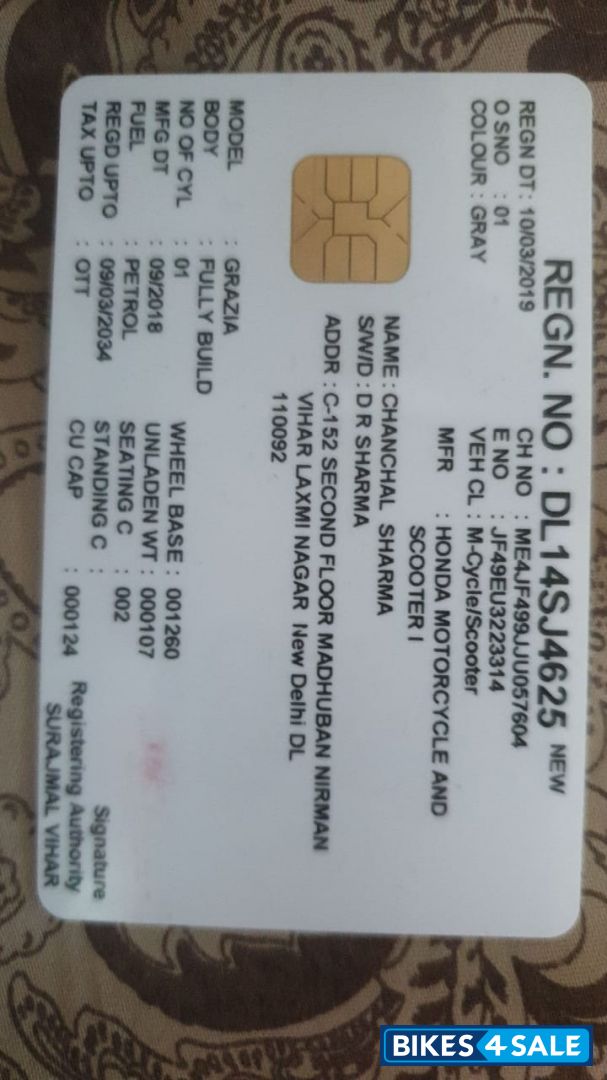 REGN. NO : DL14SJ4625 NEW
REGN DT : 10/03/2019 CH NO : ME4JF499JJU057604
O SNO : 01 E NO : JF49EU3223314
COLOUR : GRAY VEH CL : M-Cycle/Scooter
MFR : HONDA MOTORCYCLE AND
SCOOTER I
NAME : CHANCHAL SHARMA
S/W/D : D R SHARMA
ADDR : C-152 SECOND FLOOR MADHUBAN NIRMAN
VIHAR LAXMI NAGAR New Delhi DL
110092
MODEL : GRAZIA
BODY : FULLY BUILD
NO OF CYL : 01 WHEEL BASE : 001260
MFG DT : 09/2018 UNLADEN WT : 000107
FUEL : PETROL SEATING C : 002
REGD UPTO : 09/03/2034 STANDING C :
TAX UPTO : OTT CU CAP : 000124
Signature
Registering Authority
SURAJMAL VIHAR
BIKES4SALE